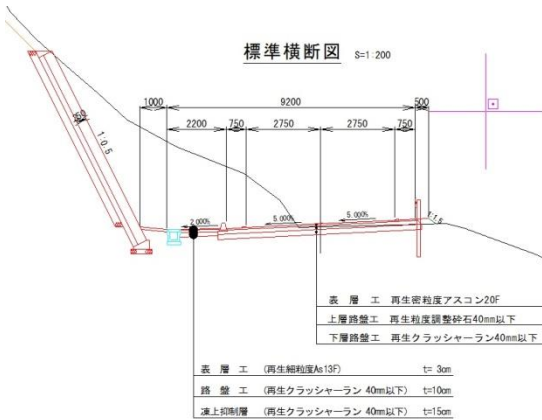 標準横断図 S=1:200
1000 9200 500
2200 750 2750 2750 750
1:0.5
2.000% 5.000% 5.000% 1:1.5
表 層 工 再生密粒度アスコン20F
上層路盤工 再生粒度調整砕石40mm以下
下層路盤工 再生クラッシャーラン40mm以下
表 層 工 (再生細粒度As13F) t= 3cm
路 盤 工 (再生クラッシャーラン 40mm以下) t=10cm
凍上抑制層 (再生クラッシャーラン 40mm以下) t=15cm